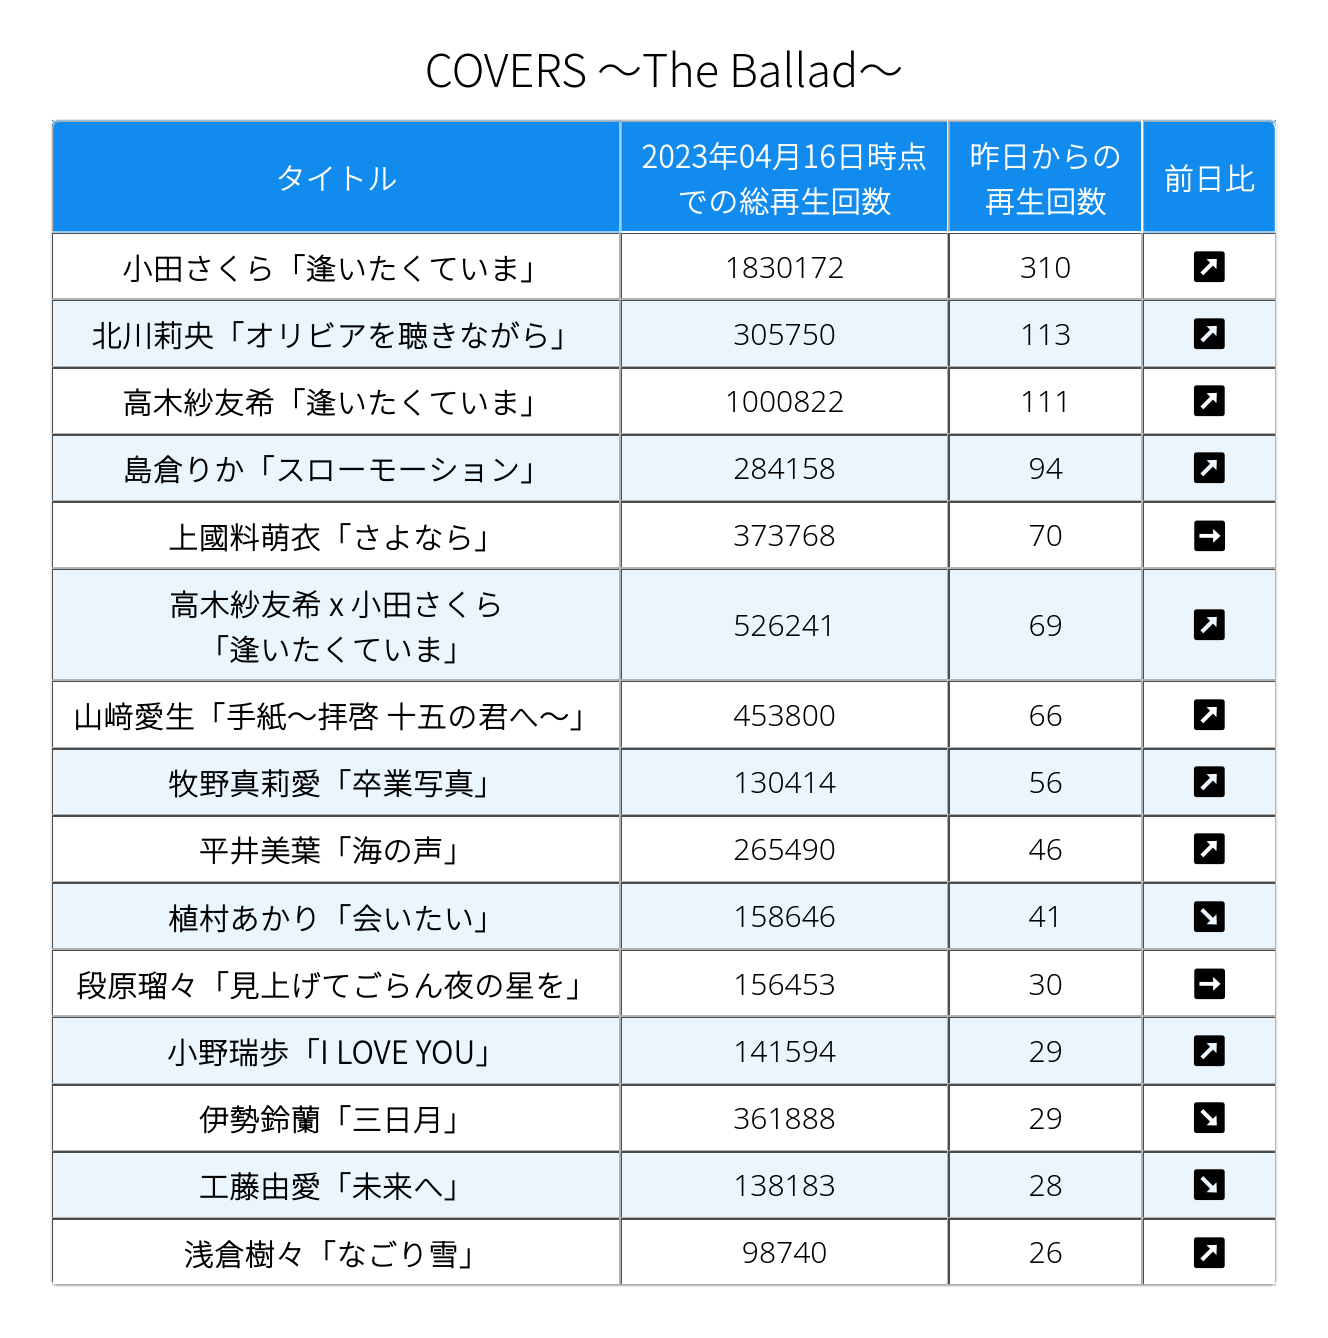 COVERS ～The Ballad～
タイトル
2023年04月16日時点
での総再生回数
昨日からの
再生回数
前日比
小田さくら「逢いたくていま」 1830172 310 ↗
北川莉央「オリビアを聴きながら」 305750 113 ↗
高木紗友希「逢いたくていま」 1000822 111 ↗
島倉りか「スローモーション」 284158 94 ↗
上國料萌衣「さよなら」 373768 70 →
高木紗友希 x 小田さくら
「逢いたくていま」 526241 69 ↗
山﨑愛生「手紙～拝啓 十五の君へ～」 453800 66 ↗
牧野真莉愛「卒業写真」 130414 56 ↗
平井美葉「海の声」 265490 46 ↗
植村あかり「会いたい」 158646 41 ↘
段原瑠々「見上げてごらん夜の星を」 156453 30 →
小野瑞歩「I LOVE YOU」 141594 29 ↗
伊勢鈴蘭「三日月」 361888 29 ↘
工藤由愛「未来へ」 138183 28 ↘
浅倉樹々「なごり雪」 98740 26 ↗